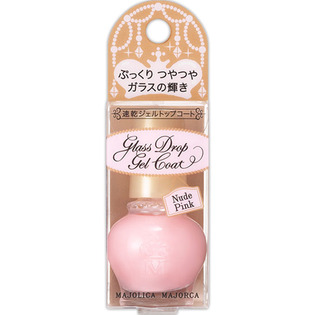 ぷっくり つやつや
ガラスの輝き
速乾ジェルトップコート
Glass Drop
Gel Coat
Nude
Pink
MAJOLICA MAJORCA